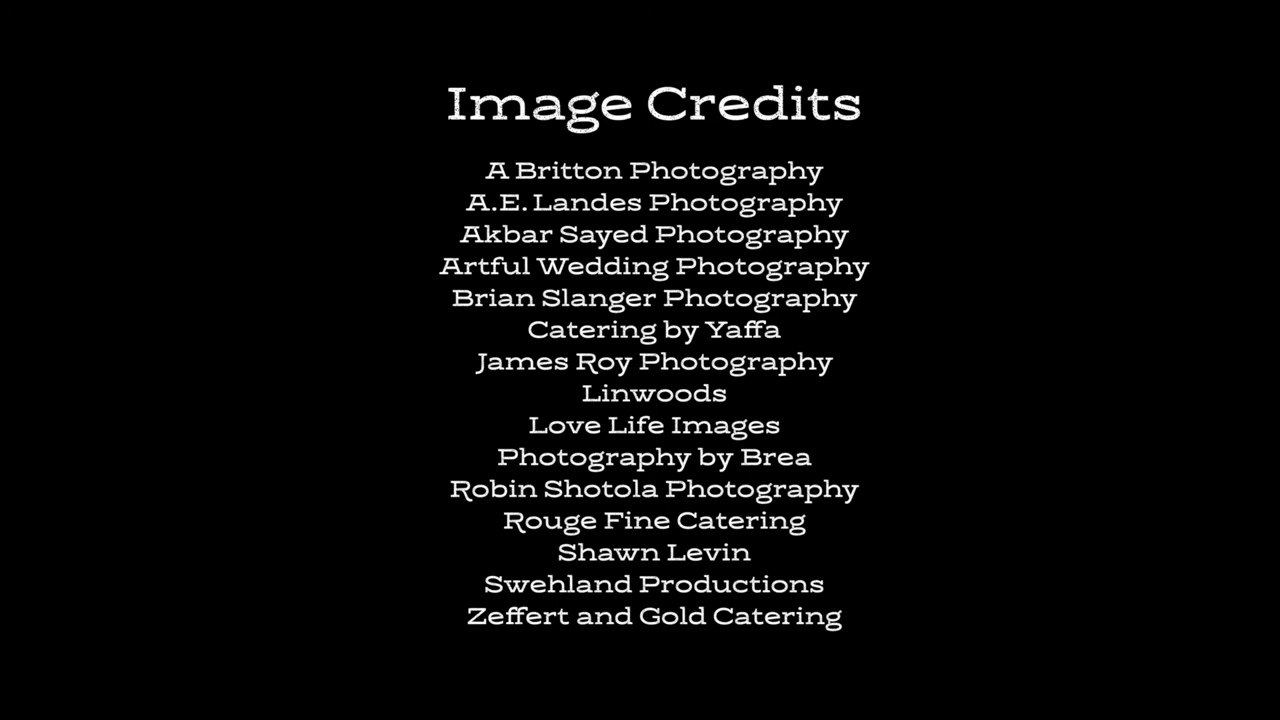 Image Credits
A Britton Photography
A.E. Landes Photography
Akbar Sayed Photography
Artful Wedding Photography
Brian Slanger Photography
Catering by Yaffa
James Roy Photography
Linwoods
Love Life Images
Photography by Brea
Robin Shotola Photography
Rouge Fine Catering
Shawn Levin
Swehland Productions
Zeffert and Gold Catering